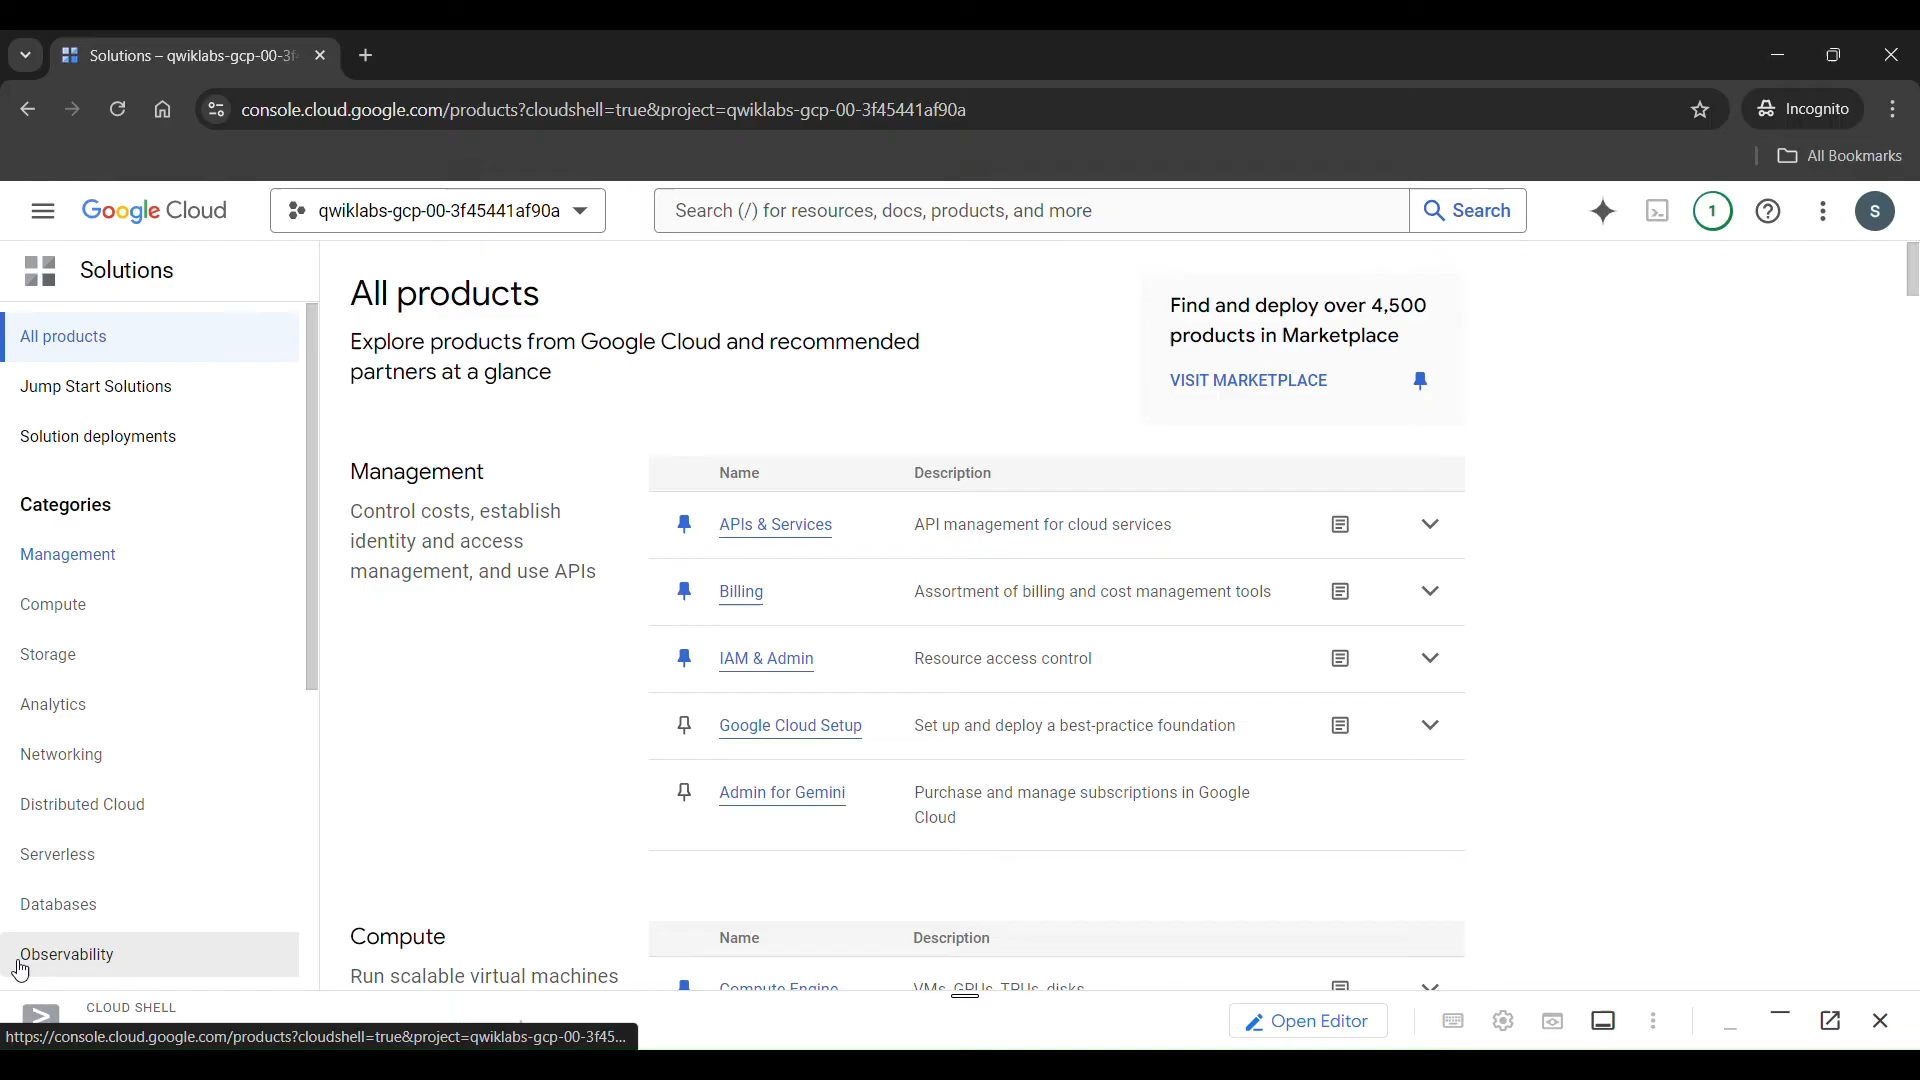 Solutions – qwiklabs-gcp-00-3f
console.cloud.google.com/products?cloudshell=true&project=qwiklabs-gcp-00-3f45441af90a
Incognito
All Bookmarks
Google Cloud
qwiklabs-gcp-00-3f45441af90a
Search (/) for resources, docs, products, and more
Search
1
S
Solutions
All products
Jump Start Solutions
Solution deployments
Categories
Management
Compute
Storage
Analytics
Networking
Distributed Cloud
Serverless
Databases
Observability
All products
Explore products from Google Cloud and recommended
partners at a glance
Find and deploy over 4,500
products in Marketplace
VISIT MARKETPLACE
Management
Control costs, establish
identity and access
management, and use APIs
Name Description
APIs & Services API management for cloud services
Billing Assortment of billing and cost management tools
IAM & Admin Resource access control
Google Cloud Setup Set up and deploy a best-practice foundation
Admin for Gemini Purchase and manage subscriptions in Google
Cloud
Compute
Run scalable virtual machines
Name Description
Compute Engine VMs, GPUs, TPUs, disks
CLOUD SHELL
Open Editor
https://console.cloud.google.com/products?cloudshell=true&project=qwiklabs-gcp-00-3f45...